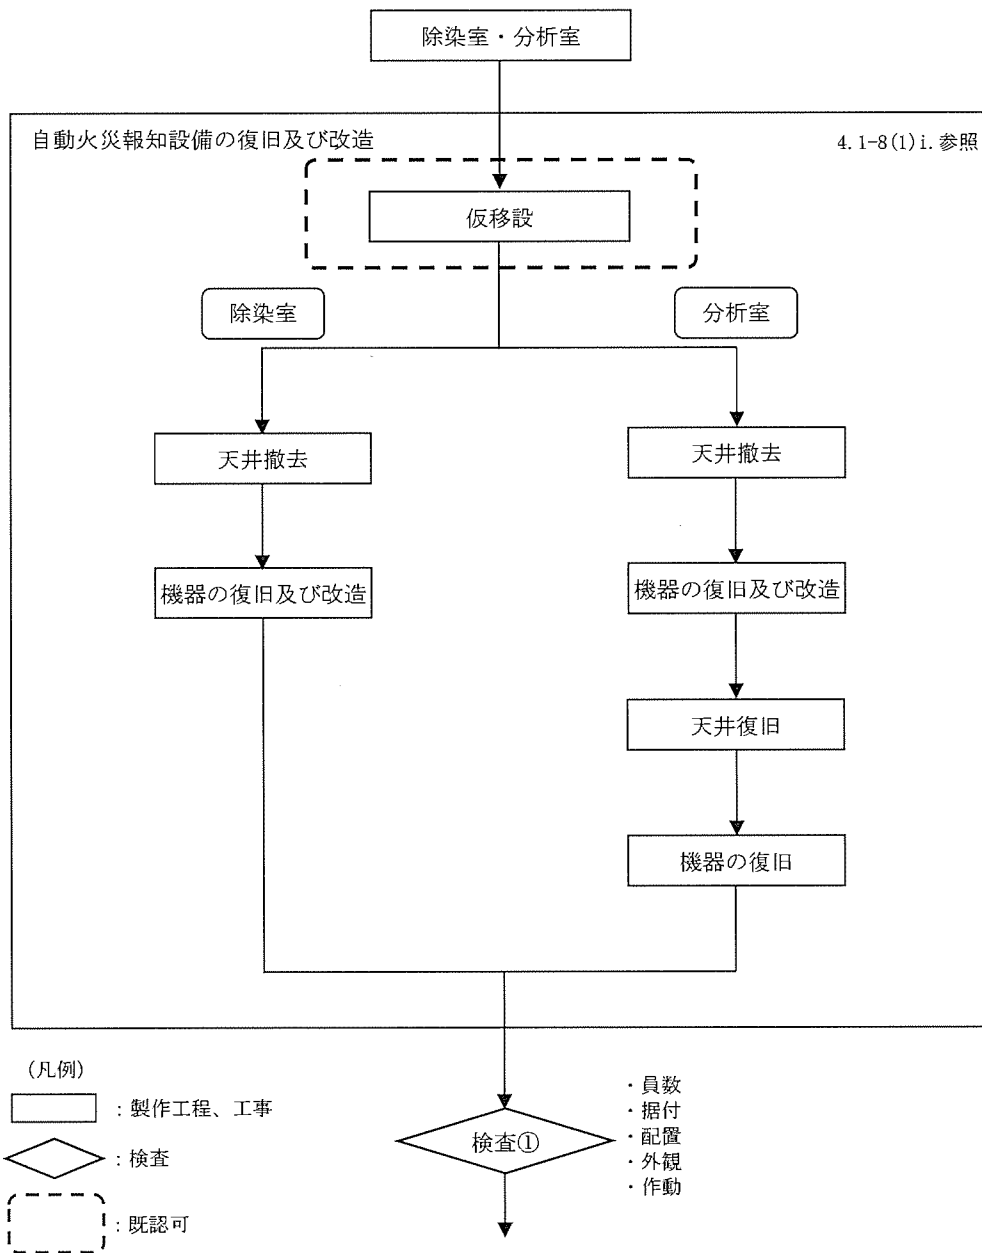 除染室・分析室
自動火災報知設備の復旧及び改造
4.1-8(1)i.参照
仮移設
除染室
分析室
天井撤去
天井撤去
機器の復旧及び改造
機器の復旧及び改造
天井復旧
機器の復旧
(凡例)
：製作工程、工事
：検査
：既認可
検査①
・員数
・据付
・配置
・外観
・作動